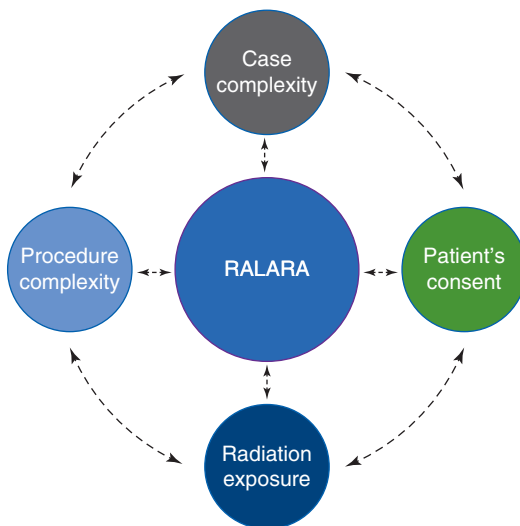 Case
complexity
Procedure
complexity
RALARA
Patient's
consent
Radiation
exposure